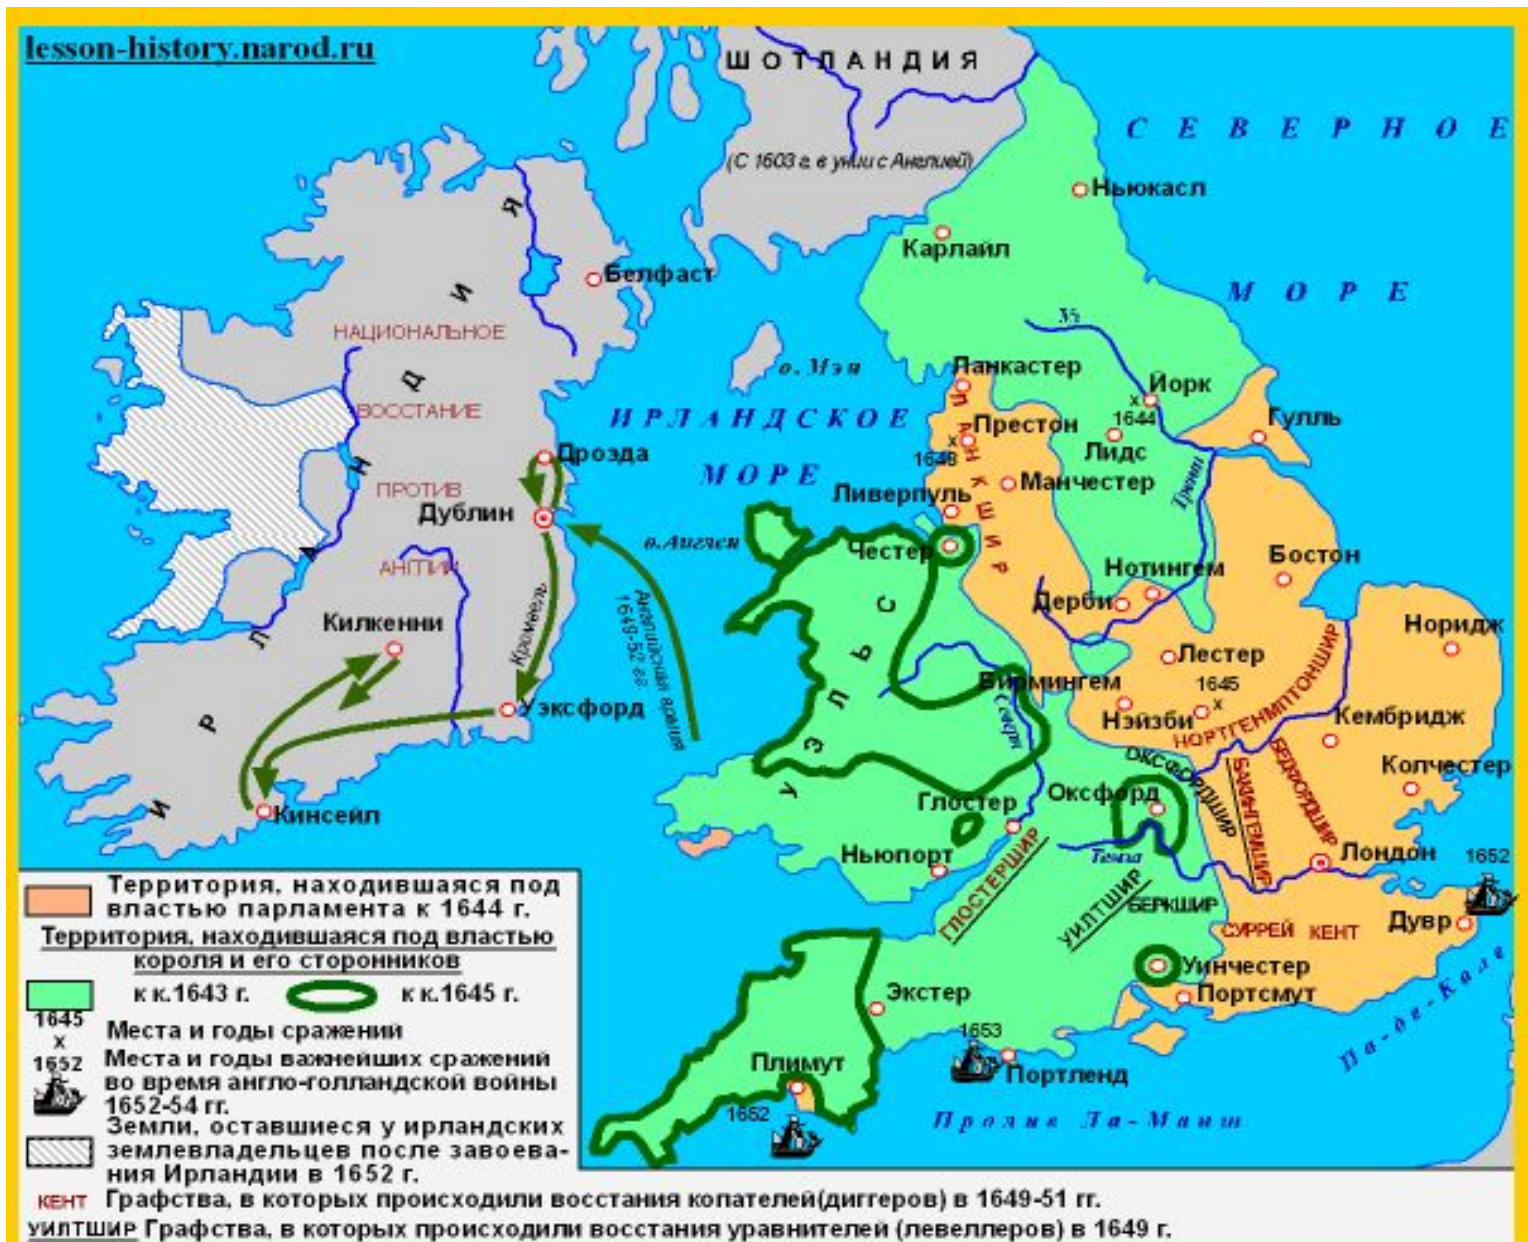 lesson-history.narod.ru
ШОТЛАНДИЯ
(С 1603 г. в унии с Англией)
СЕВЕРНОЕ
МОРЕ
Ньюкасл
Карлайл
ИРЛАНДИЯ
Белфаст
НАЦИОНАЛЬНОЕ
ВОССТАНИЕ
ПРОТИВ
АНГЛИИ
о. Мэн
ИРЛАНДСКОЕ
МОРЕ
Уз
Ланкастер
Йорк
1644
Гулль
ЛАНКШИР
Престон
1648
Лидс
Манчестер
Трент
Ливерпуль
Дрозда
Дублин
о.Англси
Честер
Нотингем
Бостон
Дерби
Норидж
Килкенни
Кромвель
Английская армия
1649-52 гг.
УЭЛЬС
Лестер
Бирмингем
1645
Северн
Нэйзби
НОРТГЕМПТОНШИР
Кембридж
Уэксфорд
ОКСФОРДШИР
БЕДФОРДШИР
БАКИНГЕМШИР
Колчестер
Кинсейл
Глостер
Оксфорд
Ньюпорт
Темза
Лондон
1652
ГЛОСТЕРШИР
УИЛТШИР
БЕРКШИР
СУРРЕЙ
КЕНТ
Дувр
Уинчестер
Портсмут
Па-де-Кале
Экстер
1653
Портленд
Плимут
1652
Пролив Ла-Манш
Территория, находившаяся под
властью парламента к 1644 г.
Территория, находившаяся под властью
короля и его сторонников
к к.1643 г.
к к.1645 г.
1645
x
Места и годы сражений
1652
Места и годы важнейших сражений
во время англо-голландской войны
1652-54 гг.
Земли, оставшиеся у ирландских
землевладельцев после завоева-
ния Ирландии в 1652 г.
КЕНТ Графства, в которых происходили восстания копателей(диггеров) в 1649-51 гг.
УИЛТШИР Графства, в которых происходили восстания уравнителей (левеллеров) в 1649 г.